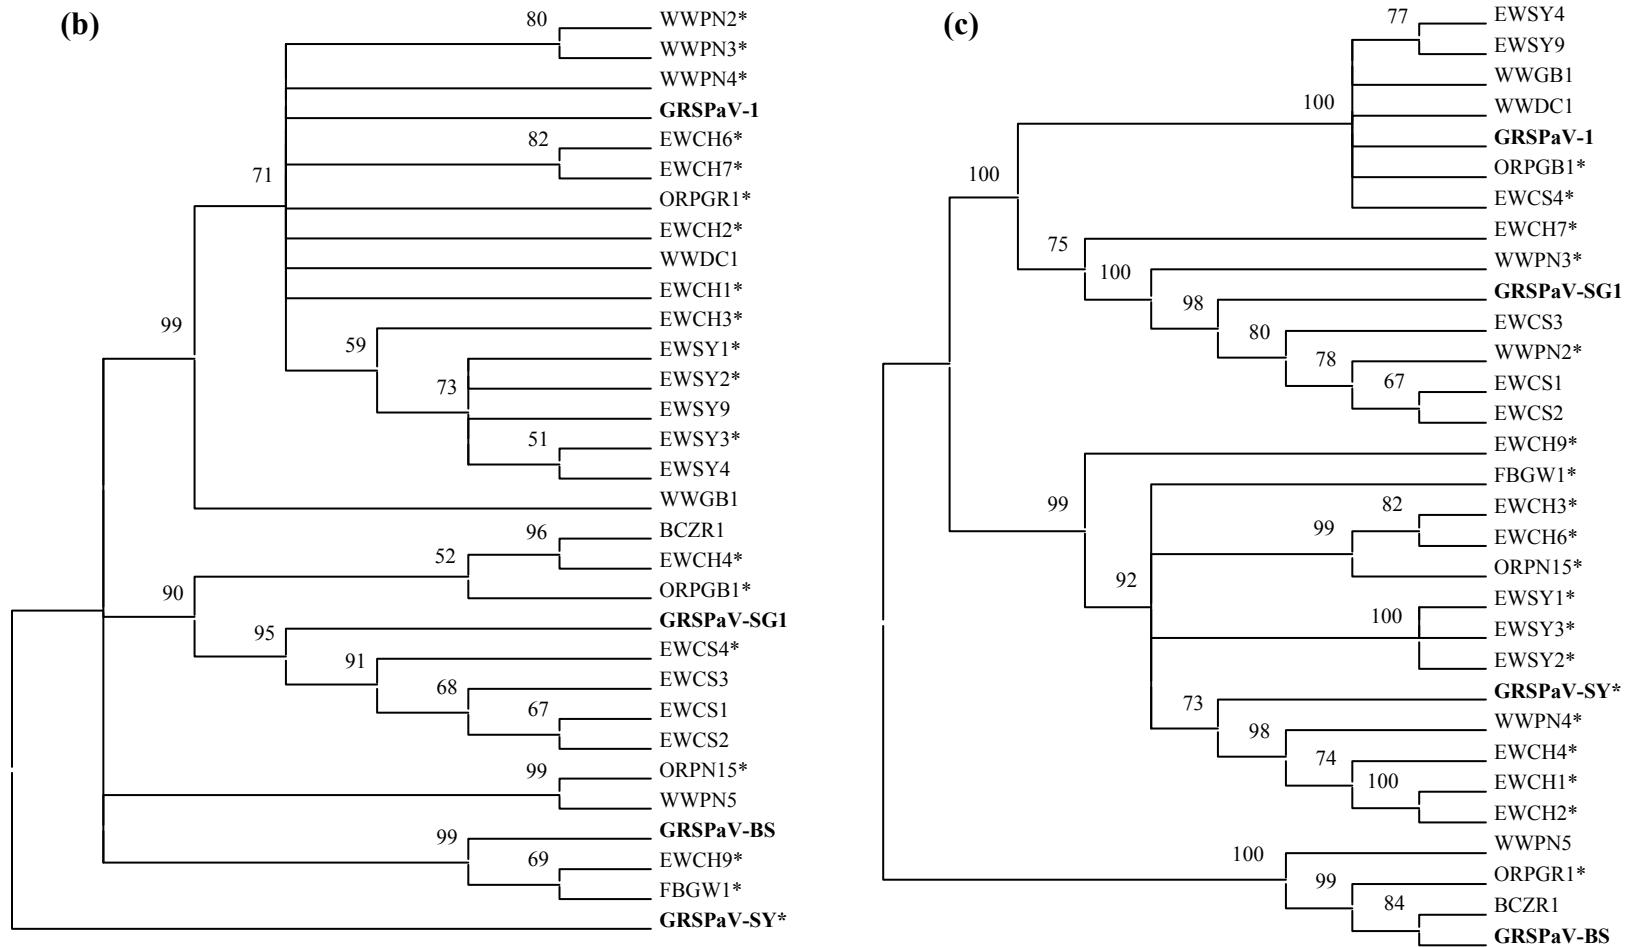 (b)
80
WWPN2*
WWPN3*
WWPN4*
GRSPaV-1
82
EWCH6*
EWCH7*
71
ORPGR1*
EWCH2*
WWDC1
EWCH1*
99
EWCH3*
59
EWSY1*
73
EWSY2*
EWSY9
51
EWSY3*
EWSY4
WWGB1
96
BCZR1
52
EWCH4*
90
ORPGB1*
GRSPaV-SG1
95
EWCS4*
91
EWCS3
68
67
EWCS1
EWCS2
99
ORPN15*
WWPN5
GRSPaV-BS
99
69
EWCH9*
FBGW1*
GRSPaV-SY*
(c)
77
EWSY4
EWSY9
WWGB1
100
WWDC1
GRSPaV-1
100
ORPGB1*
EWCS4*
75
EWCH7*
100
WWPN3*
98
GRSPaV-SG1
80
EWCS3
78
WWPN2*
67
EWCS1
EWCS2
EWCH9*
FBGW1*
99
82
EWCH3*
99
EWCH6*
92
ORPN15*
EWSY1*
100
EWSY3*
EWSY2*
73
GRSPaV-SY*
98
WWPN4*
74
EWCH4*
100
EWCH1*
EWCH2*
100
WWPN5
99
ORPGR1*
84
BCZR1
GRSPaV-BS